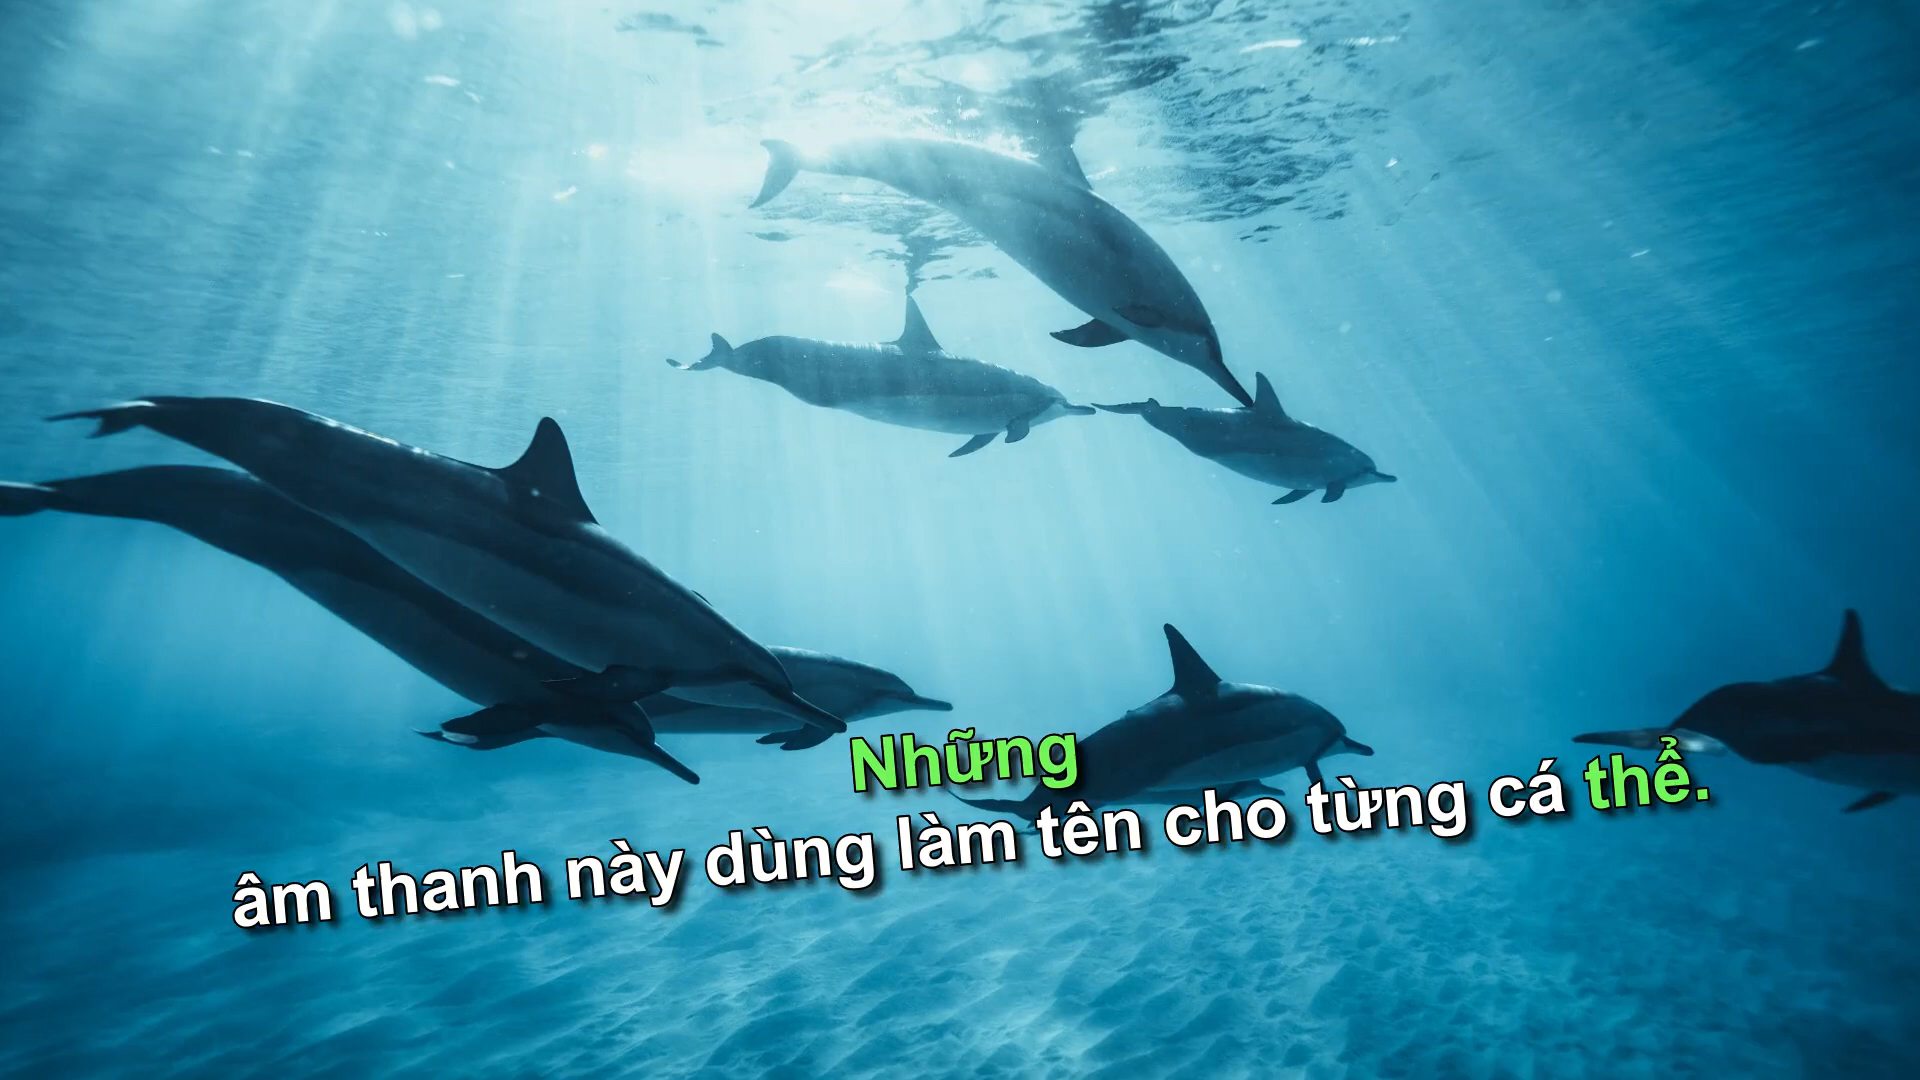 Những
âm thanh này dùng làm tên cho từng cá thể.